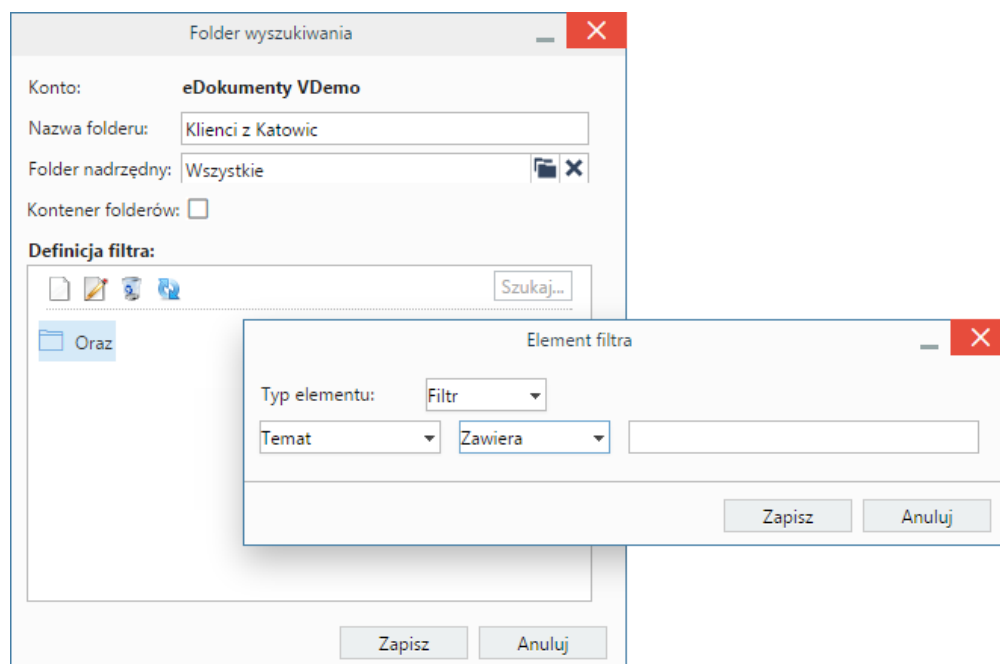 Folder wyszukiwania
Konto: eDokumenty VDemo
Nazwa folderu: Klienci z Katowic
Folder nadrzędny: Wszystkie
Kontener folderów:
Definicja filtra:
Szukaj...
Oraz
Element filtra
Typ elementu: Filtr
Temat Zawiera
Zapisz Anuluj
Zapisz Anuluj